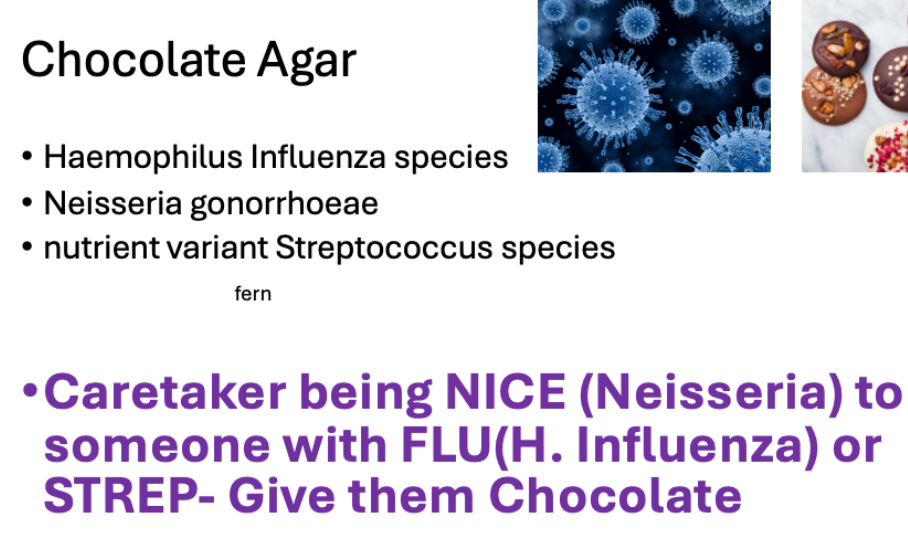 Chocolate Agar
• Haemophilus Influenza species
• Neisseria gonorrhoeae
• nutrient variant Streptococcus species
fern
•Caretaker being NICE (Neisseria) to
someone with FLU(H. Influenza) or
STREP- Give them Chocolate